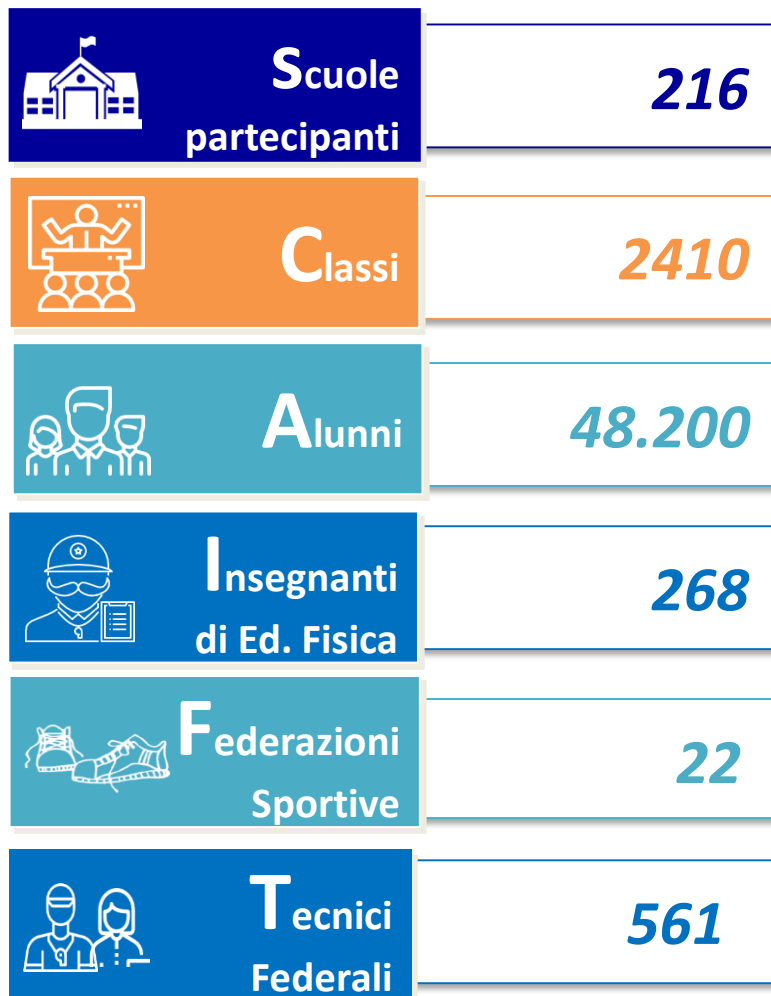 Scuole
partecipanti
216
Classi
2410
Alunni
48.200
Insegnanti
di Ed. Fisica
268
Federazioni
Sportive
22
Tecnici
Federali
561